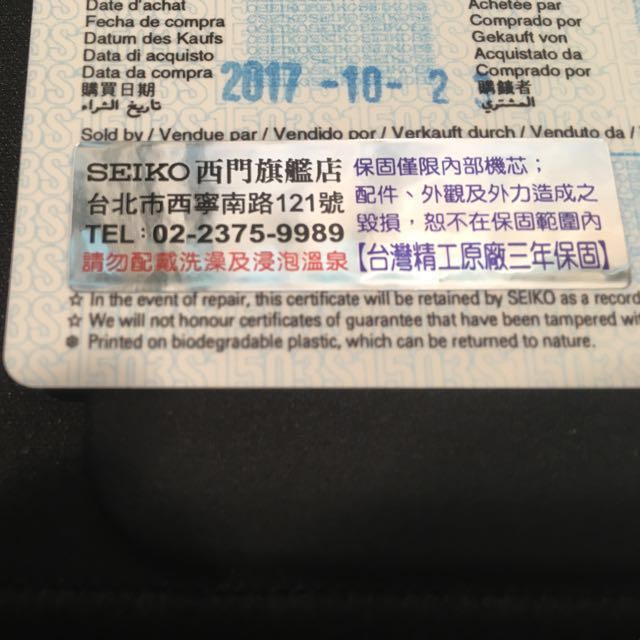 Date d'achat
Achetée par
Fecha de compra
Comprado por
Datum des Kaufs
Gekauft von
Data di acquisto
Acquistato da
Data da compra
2017 -10- 2
Comprado por
購買日期
購錶者
تاريخ الشراء
المشتري
Sold by / Vendue par / Vendido por / Verkauft durch / Venduto da /
SEIKO 西門旗艦店
台北市西寧南路121號
TEL:02-2375-9989
請勿配戴洗澡及浸泡溫泉
保固僅限內部機芯;
配件、外觀及外力造成之
毀損,恕不在保固範圍內
【台灣精工原廠三年保固】
☆ In the event of repair, this certificate will be retained by SEIKO as a record
☆ We will not honour certificates of guarantee that have been tampered
Printed on biodegradable plastic, which can be returned to nature.